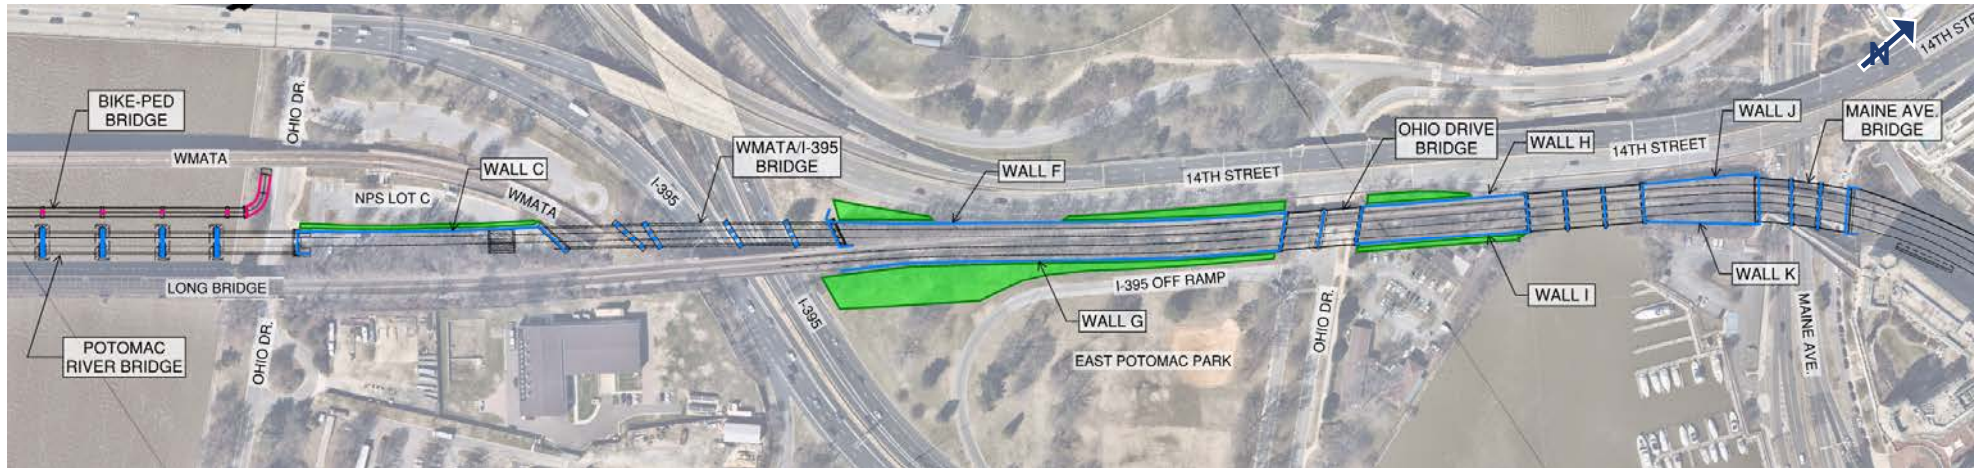 14TH STREET
N
BIKE-PED
BRIDGE
OHIO DR.
WMATA
WALL C
NPS LOT C
WMATA
I-395
WMATA/I-395
BRIDGE
WALL F
14TH STREET
OHIO DRIVE
BRIDGE
WALL H
14TH STREET
WALL J
MAINE AVE.
BRIDGE
LONG BRIDGE
POTOMAC
RIVER BRIDGE
OHIO DR.
I-395
WALL G
I-395 OFF RAMP
EAST POTOMAC PARK
OHIO DR.
WALL I
WALL K
MAINE AVE.